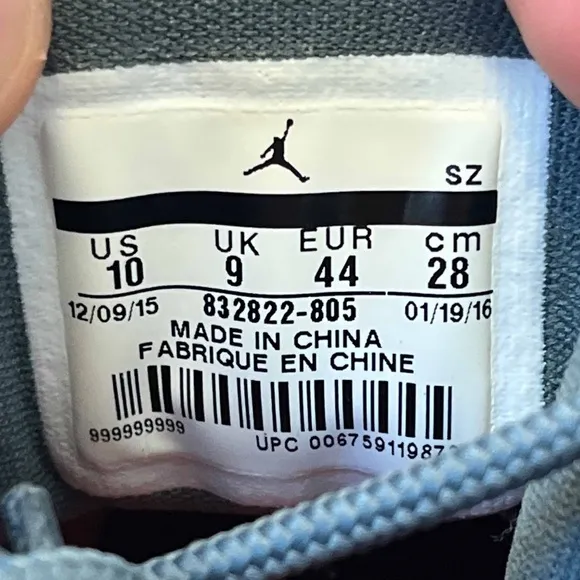 SZ
US UK EUR cm
10 9 44 28
12/09/15 832822-805 01/19/16
MADE IN CHINA
FABRIQUE EN CHINE
999999999
UPC